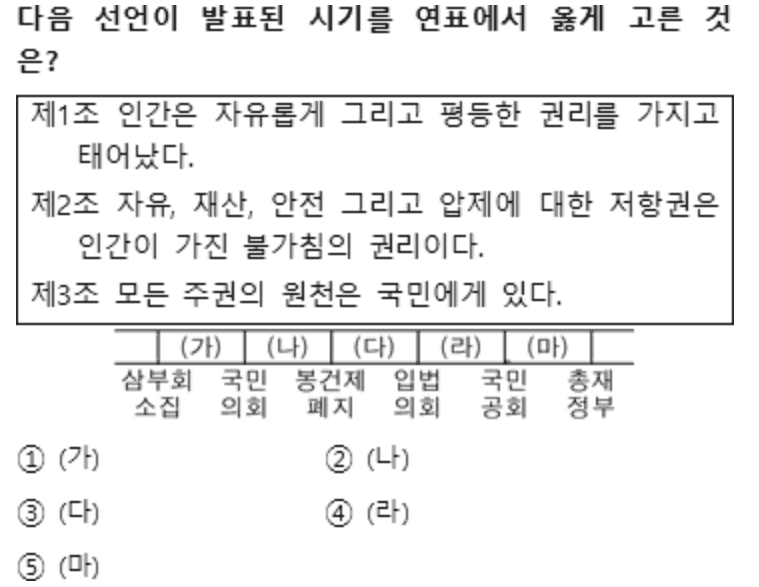 다음 선언이 발표된 시기를 연표에서 옳게 고른 것
은?
제1조 인간은 자유롭게 그리고 평등한 권리를 가지고
태어났다.
제2조 자유, 재산, 안전 그리고 압제에 대한 저항권은
인간이 가진 불가침의 권리이다.
제3조 모든 주권의 원천은 국민에게 있다.
(가) (나) (다) (라) (마)
삼부회 국민 봉건제 입법 국민 총재
소집 의회 폐지 의회 공회 정부
① (가) ② (나)
③ (다) ④ (라)
⑤ (마)